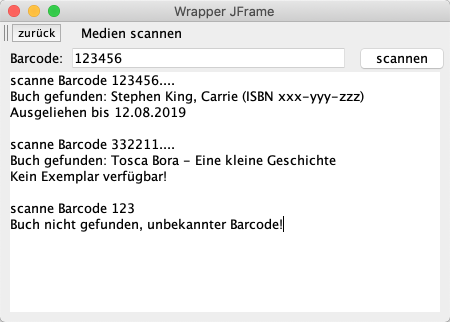 Wrapper JFrame
zurück Medien scannen
Barcode: 123456 scannen
scanne Barcode 123456....
Buch gefunden: Stephen King, Carrie (ISBN xxx-yyy-zzz)
Ausgeliehen bis 12.08.2019
scanne Barcode 332211....
Buch gefunden: Tosca Bora - Eine kleine Geschichte
Kein Exemplar verfügbar!
scanne Barcode 123
Buch nicht gefunden, unbekannter Barcode!